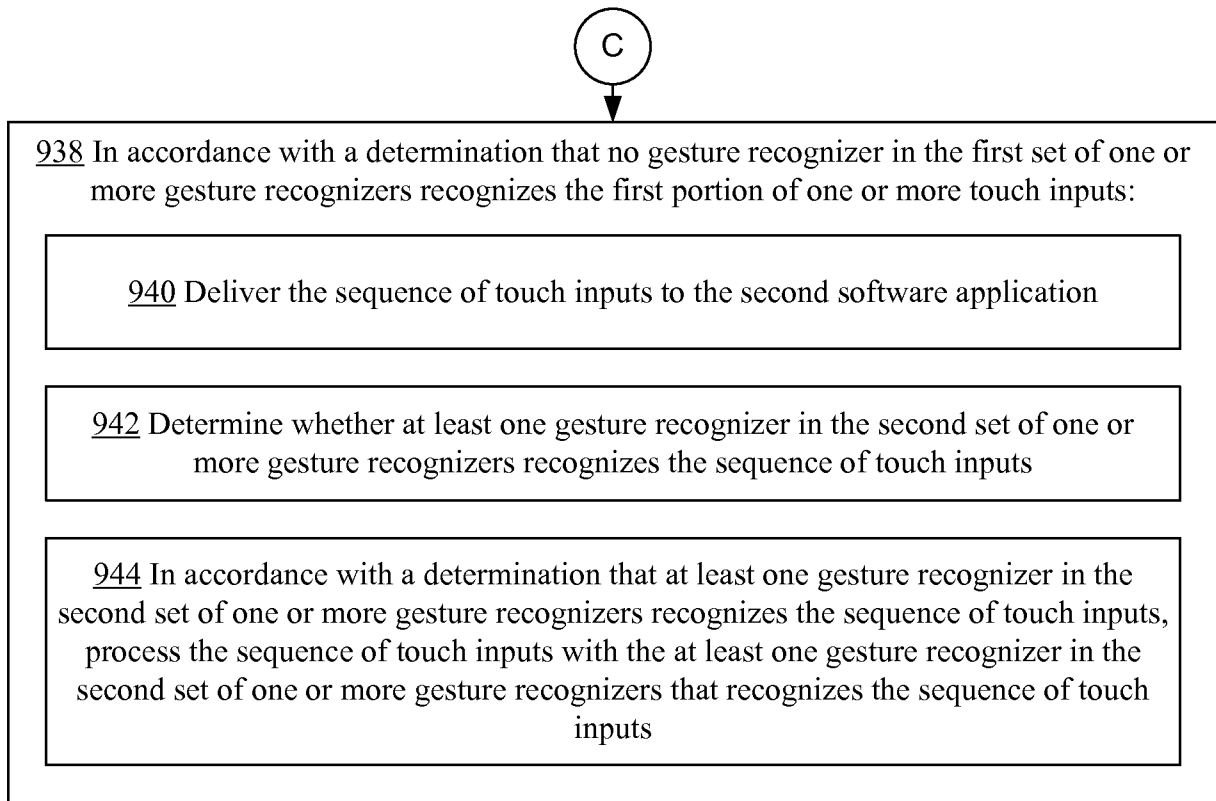 C
938 In accordance with a determination that no gesture recognizer in the first set of one or
more gesture recognizers recognizes the first portion of one or more touch inputs:
940 Deliver the sequence of touch inputs to the second software application
942 Determine whether at least one gesture recognizer in the second set of one or
more gesture recognizers recognizes the sequence of touch inputs
944 In accordance with a determination that at least one gesture recognizer in the
second set of one or more gesture recognizers recognizes the sequence of touch inputs,
process the sequence of touch inputs with the at least one gesture recognizer in the
second set of one or more gesture recognizers that recognizes the sequence of touch
inputs